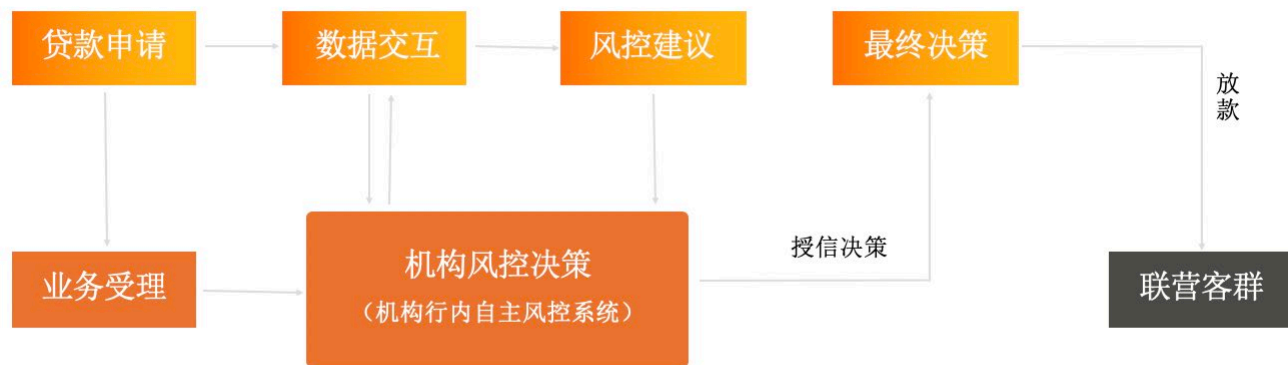 贷款申请
数据交互
风控建议
最终决策
放款
授信决策
业务受理
机构风控决策
（机构行内自主风控系统）
联营客群